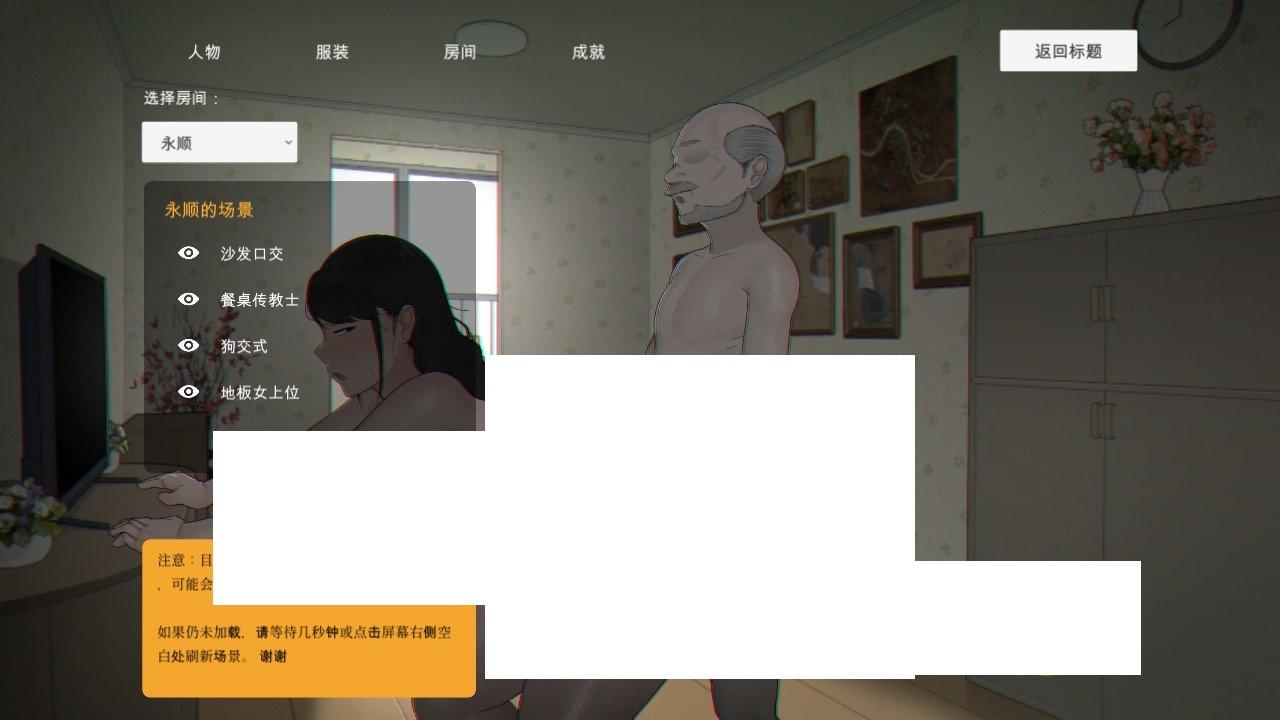 人物
服装
房间
成就
返回标题
选择房间：
永顺
永顺的场景
沙发口交
餐桌传教士
狗交式
地板女上位
注意：目
，可能会
如果仍未加载，请等待几秒钟或点击屏幕右侧空
白处刷新场景。 谢谢